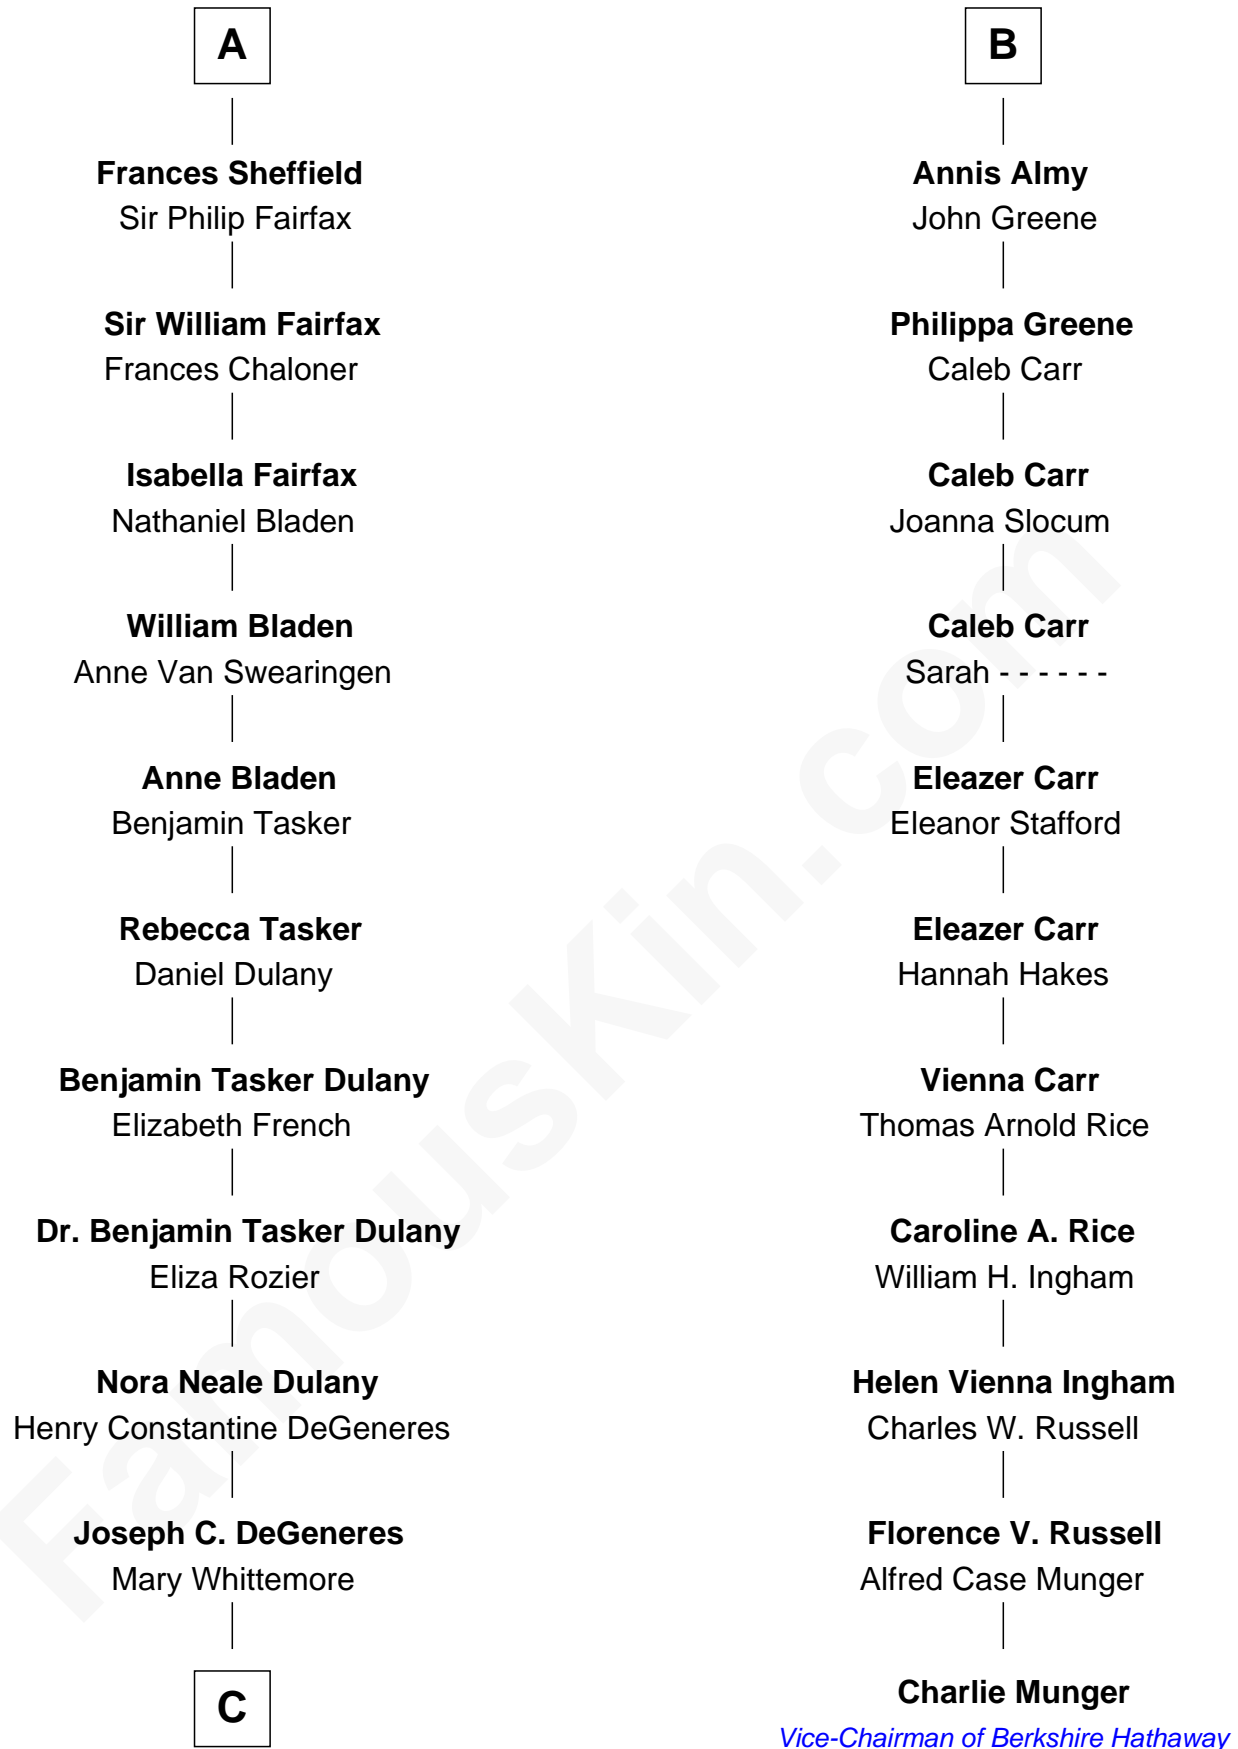 A
Frances Sheffield
Sir Philip Fairfax
Sir William Fairfax
Frances Chaloner
Isabella Fairfax
Nathaniel Bladen
William Bladen
Anne Van Swearingen
Anne Bladen
Benjamin Tasker
Rebecca Tasker
Daniel Dulany
Benjamin Tasker Dulany
Elizabeth French
Dr. Benjamin Tasker Dulany
Eliza Rozier
Nora Neale Dulany
Henry Constantine DeGeneres
Joseph C. DeGeneres
Mary Whittemore
C
B
Annis Almy
John Greene
Philippa Greene
Caleb Carr
Caleb Carr
Joanna Slocum
Caleb Carr
Sarah - - - - - -
Eleazer Carr
Eleanor Stafford
Eleazer Carr
Hannah Hakes
Vienna Carr
Thomas Arnold Rice
Caroline A. Rice
William H. Ingham
Helen Vienna Ingham
Charles W. Russell
Florence V. Russell
Alfred Case Munger
Charlie Munger
Vice-Chairman of Berkshire Hathaway
FamousKin.com